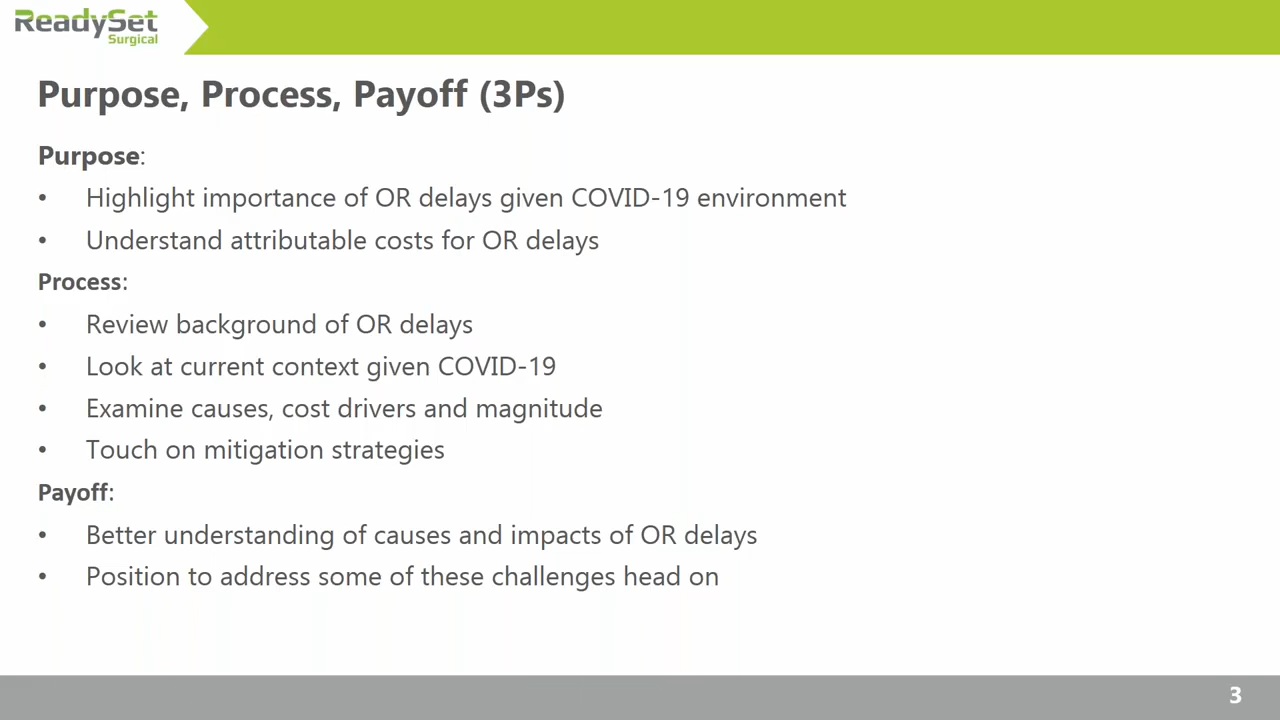 ReadySet
Surgical
Purpose, Process, Payoff (3Ps)
Purpose:
• Highlight importance of OR delays given COVID-19 environment
• Understand attributable costs for OR delays
Process:
• Review background of OR delays
• Look at current context given COVID-19
• Examine causes, cost drivers and magnitude
• Touch on mitigation strategies
Payoff:
• Better understanding of causes and impacts of OR delays
• Position to address some of these challenges head on
3